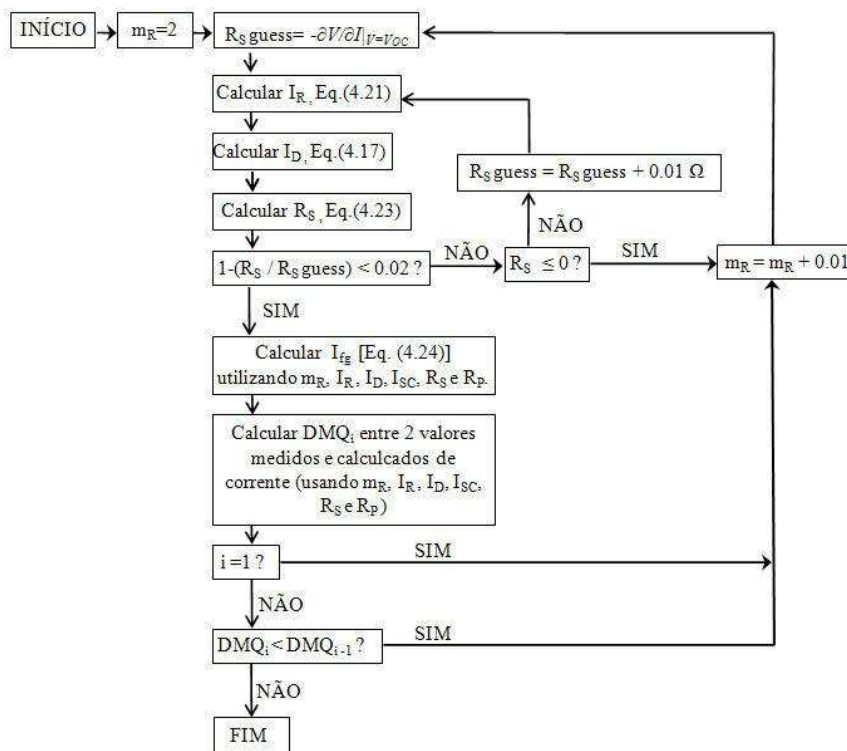 INÍCIO
m_R=2
R_S guess= -∂V/∂I|_V=V_OC
Calcular I_R, Eq.(4.21)
Calcular I_D, Eq.(4.17)
R_S guess = R_S guess + 0.01 Ω
Calcular R_S, Eq.(4.23)
NÃO
1-(R_S / R_S guess) < 0.02 ?
NÃO
R_S ≤ 0 ?
SIM
m_R = m_R + 0.01
SIM
Calcular I_fg [Eq. (4.24)]
utilizando m_R, I_R, I_D, I_SC, R_S e R_P.
Calcular DMQ_i entre 2 valores
medidos e calculcados de
corrente (usando m_R, I_R, I_D, I_SC,
R_S e R_P)
i =1 ?
SIM
NÃO
DMQ_i < DMQ_i-1 ?
SIM
NÃO
FIM